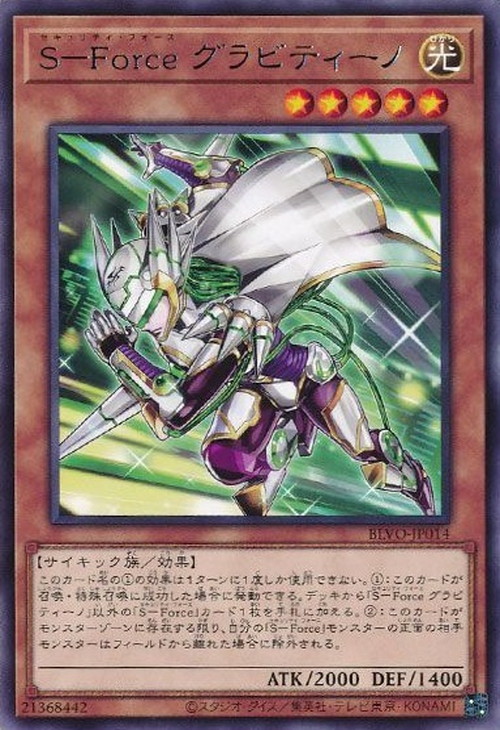 セキュリティ・フォース
S－Force グラビティーノ
ひかり
光
BLVO-JP014
【サイキック族／効果】
このカード名の①の効果は１ターンに１度しか使用できない。①：このカードが
召喚・特殊召喚に成功した場合に発動できる。デッキから「S－Force グラビ
ティーノ」以外の「S－Force」カード１枚を手札に加える。②：このカードが
モンスターゾーンに存在する限り、自分の「S－Force」モンスターの正面の相手
モンスターはフィールドから離れた場合に除外される。
ATK/2000 DEF/1400
21368442 ©スタジオ・ダイス／集英社・テレビ東京・KONAMI